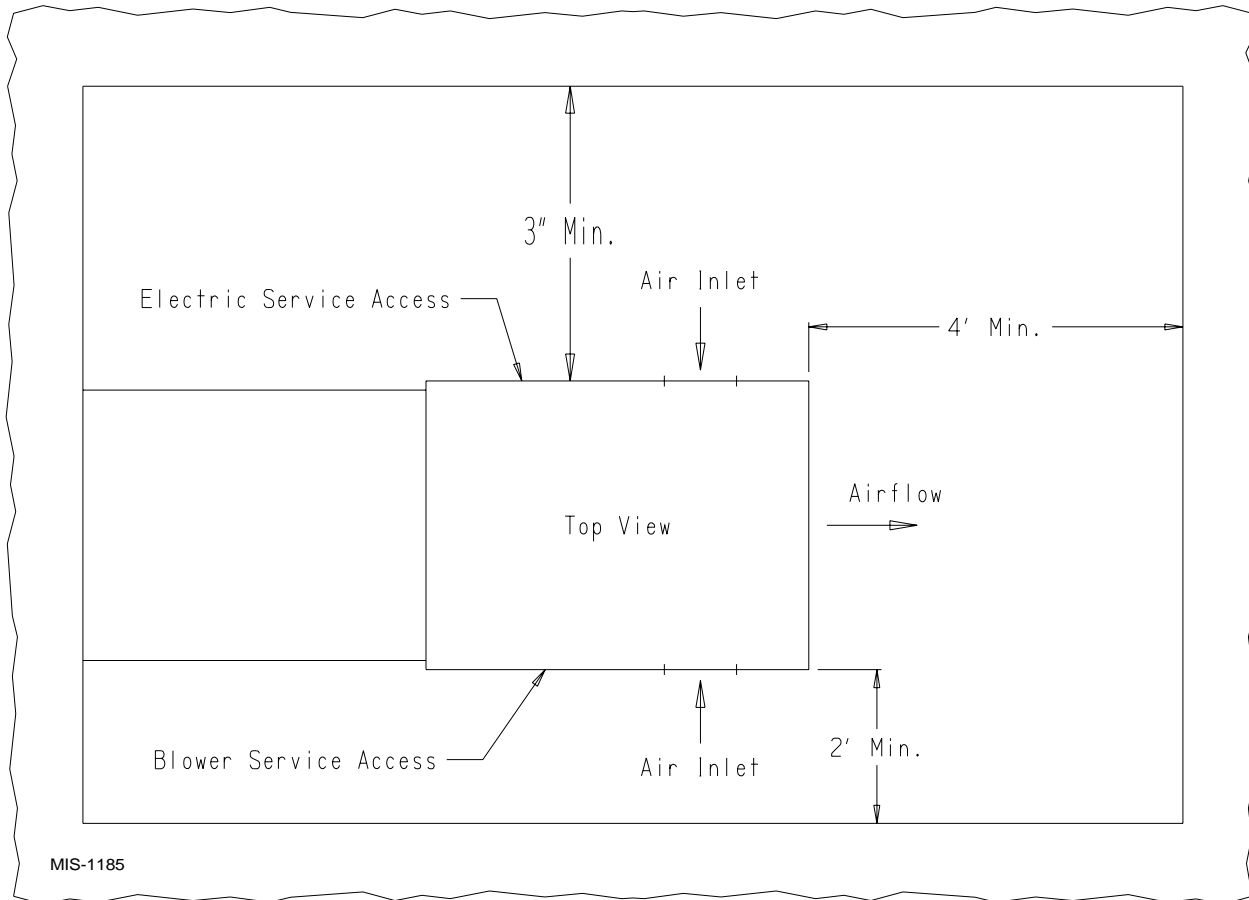 3" Min.
Air Inlet
Electric Service Access
4' Min.
Airflow
Top View
2' Min.
Blower Service Access
Air Inlet
MIS-1185